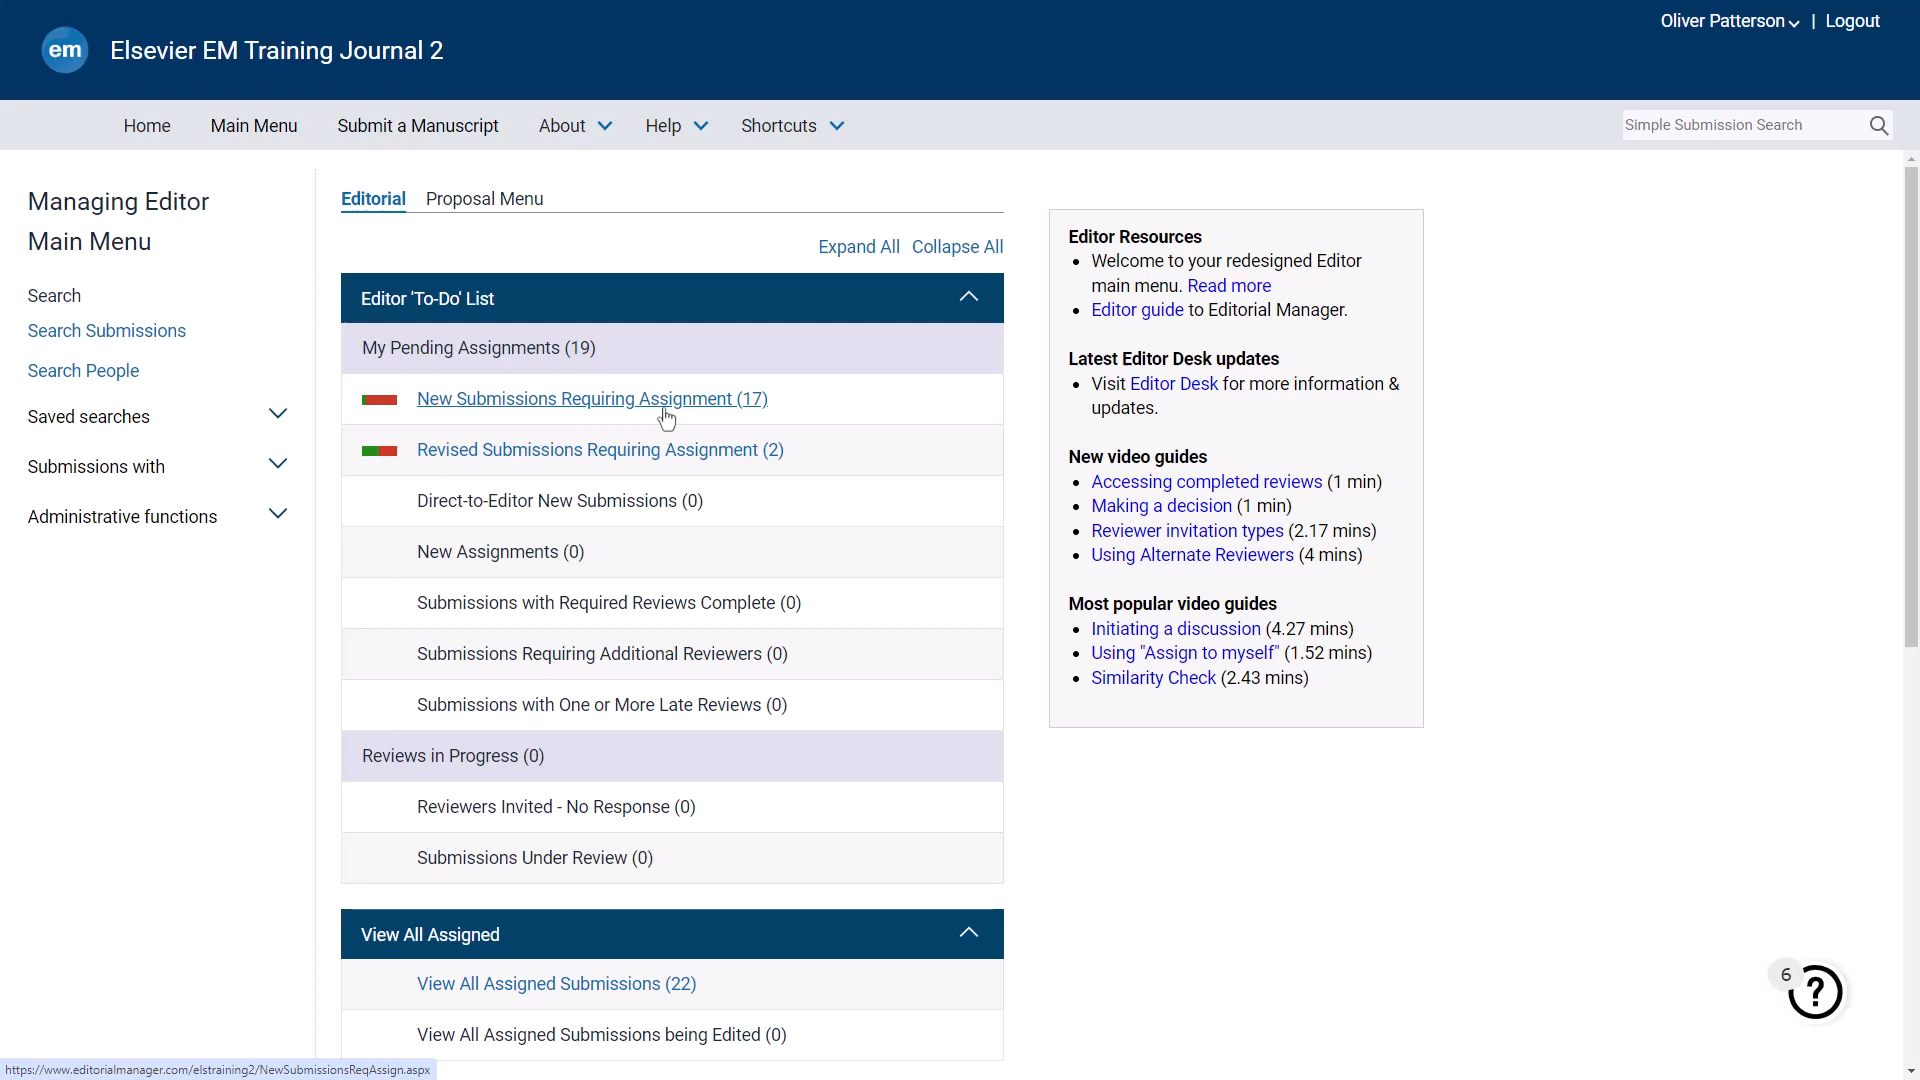 Oliver Patterson | Logout
em
Elsevier EM Training Journal 2
Home Main Menu Submit a Manuscript About Help Shortcuts Simple Submission Search
Managing Editor
Main Menu
Search
Search Submissions
Search People
Saved searches
Submissions with
Administrative functions
Editorial Proposal Menu
Expand All Collapse All
Editor 'To-Do' List
My Pending Assignments (19)
New Submissions Requiring Assignment (17)
Revised Submissions Requiring Assignment (2)
Direct-to-Editor New Submissions (0)
New Assignments (0)
Submissions with Required Reviews Complete (0)
Submissions Requiring Additional Reviewers (0)
Submissions with One or More Late Reviews (0)
Reviews in Progress (0)
Reviewers Invited - No Response (0)
Submissions Under Review (0)
View All Assigned
View All Assigned Submissions (22)
View All Assigned Submissions being Edited (0)
Editor Resources
• Welcome to your redesigned Editor
main menu. Read more
• Editor guide to Editorial Manager.
Latest Editor Desk updates
• Visit Editor Desk for more information &
updates.
New video guides
• Accessing completed reviews (1 min)
• Making a decision (1 min)
• Reviewer invitation types (2.17 mins)
• Using Alternate Reviewers (4 mins)
Most popular video guides
• Initiating a discussion (4.27 mins)
• Using "Assign to myself" (1.52 mins)
• Similarity Check (2.43 mins)
6
?
https://www.editorialmanager.com/elstraining2/NewSubmissionsReqAssign.aspx